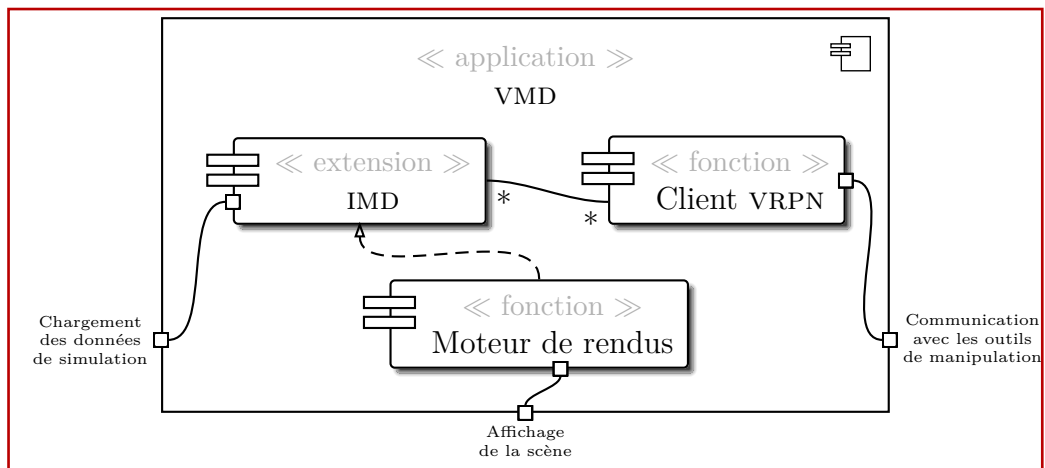 ≪ application ≫
VMD
≪ extension ≫
IMD
*
≪ fonction ≫
Client VRPN
*
≪ fonction ≫
Moteur de rendus
Chargement
des données
de simulation
Communication
avec les outils
de manipulation
Affichage
de la scène